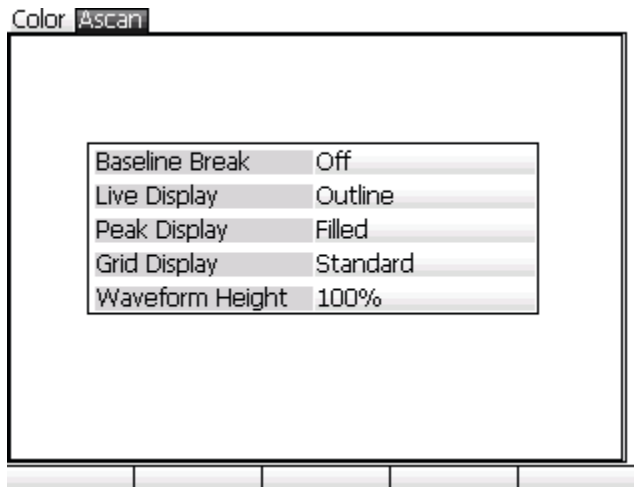 Color Ascan
Baseline Break Off
Live Display Outline
Peak Display Filled
Grid Display Standard
Waveform Height 100%